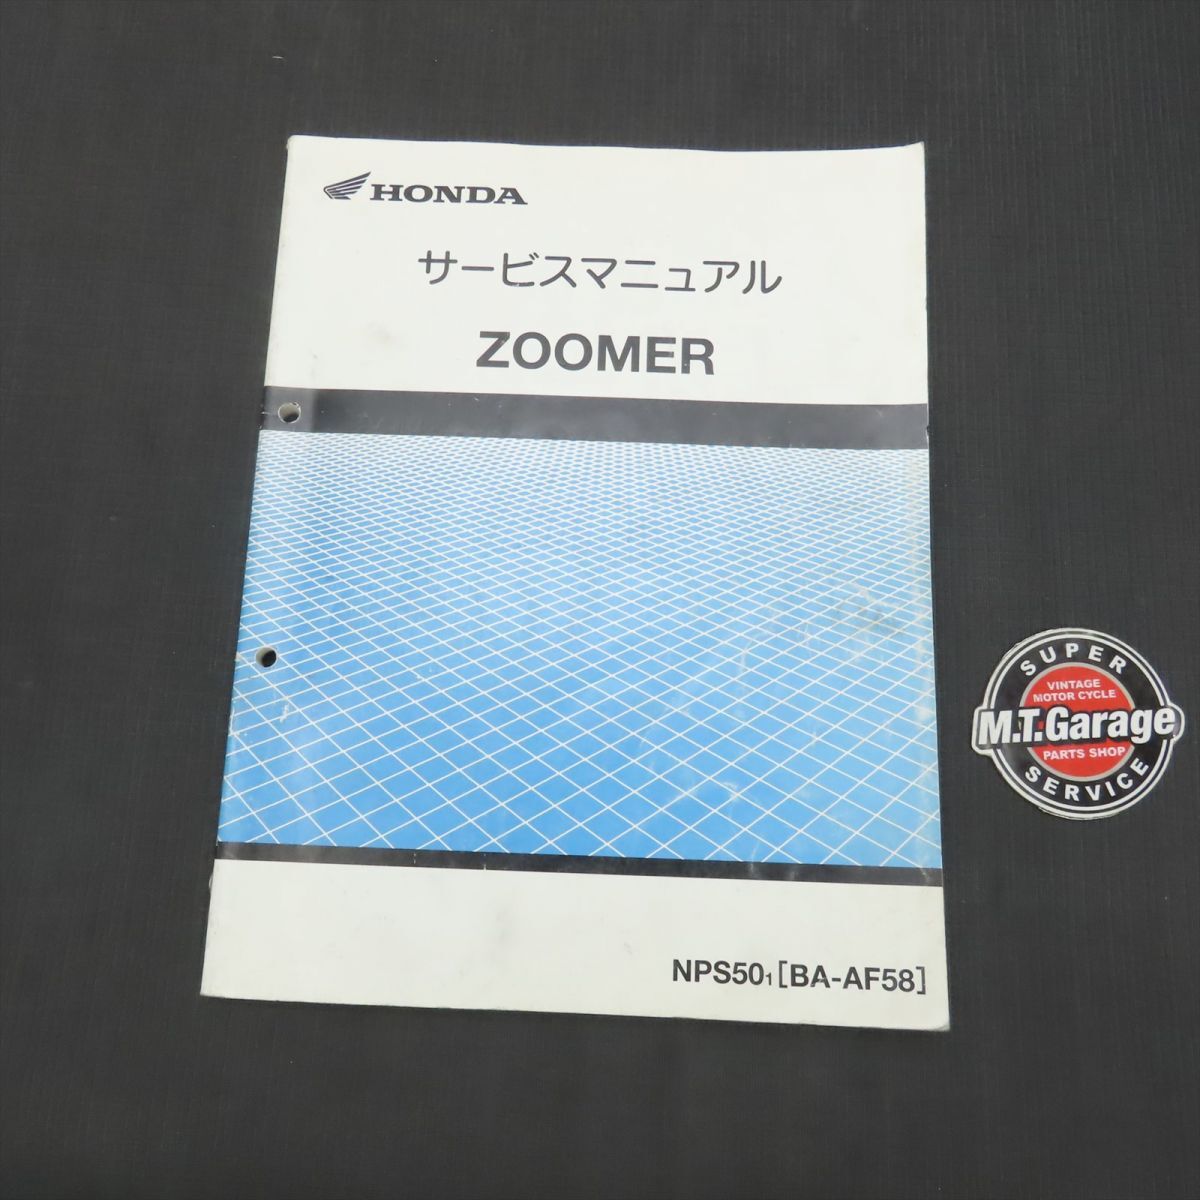 HONDA
サービスマニュアル
ZOOMER
NPS50₁[BA-AF58]
SUPER
VINTAGE
MOTOR CYCLE
M.T.Garage
PARTS SHOP
SERVICE